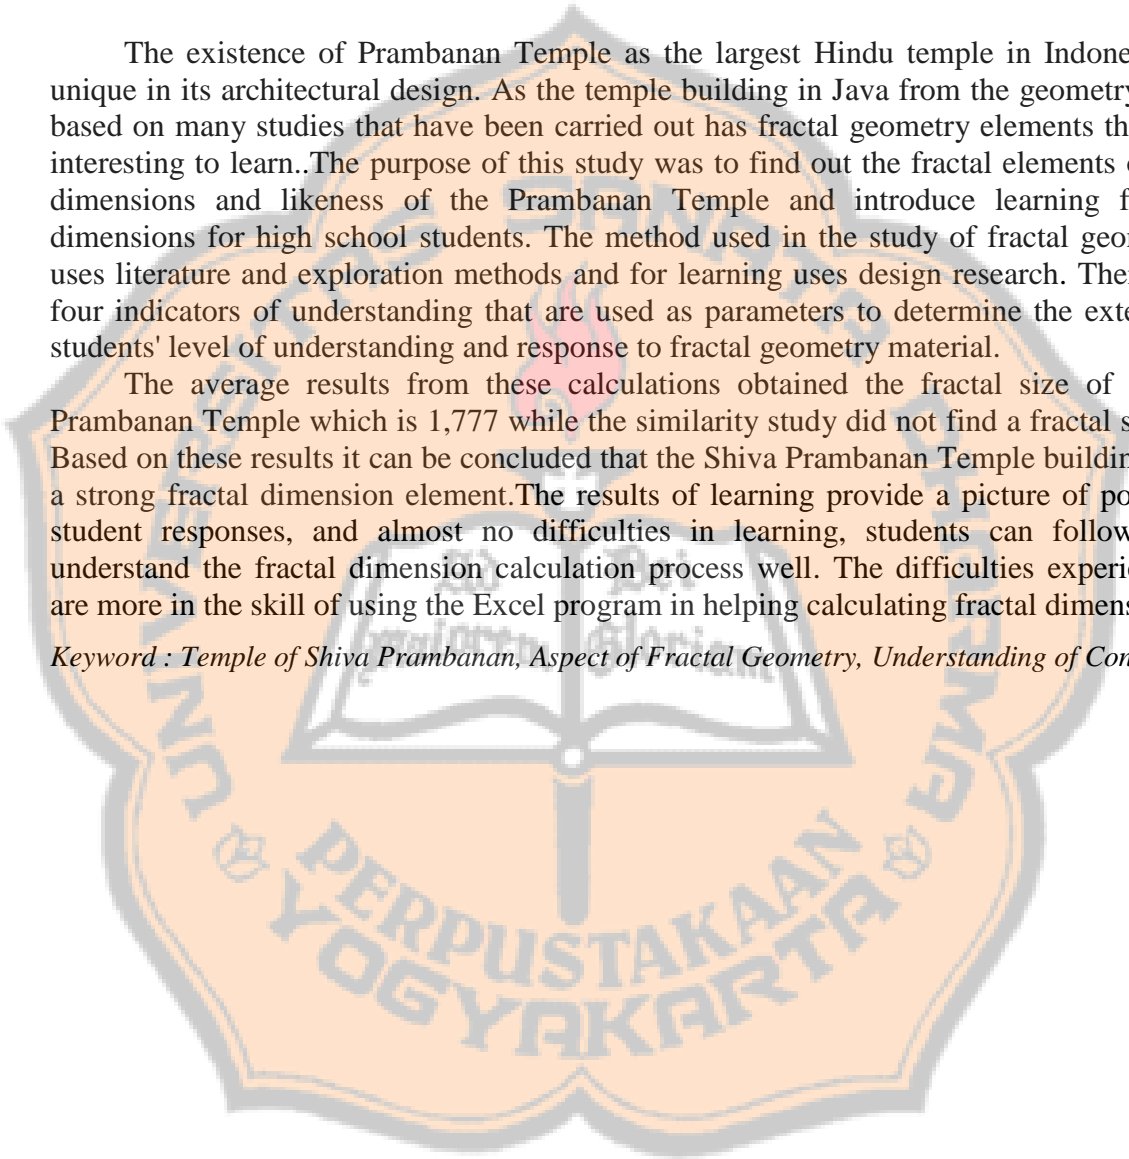 The existence of Prambanan Temple as the largest Hindu temple in Indone
unique in its architectural design. As the temple building in Java from the geometry
based on many studies that have been carried out has fractal geometry elements th
interesting to learn..The purpose of this study was to find out the fractal elements
dimensions and likeness of the Prambanan Temple and introduce learning f
dimensions for high school students. The method used in the study of fractal geo
uses literature and exploration methods and for learning uses design research. The
four indicators of understanding that are used as parameters to determine the exte
students' level of understanding and response to fractal geometry material.
The average results from these calculations obtained the fractal size of
Prambanan Temple which is 1,777 while the similarity study did not find a fractal s
Based on these results it can be concluded that the Shiva Prambanan Temple buildin
a strong fractal dimension element.The results of learning provide a picture of po
student responses, and almost no difficulties in learning, students can follow
understand the fractal dimension calculation process well. The difficulties experi
are more in the skill of using the Excel program in helping calculating fractal dimens
Keyword : Temple of Shiva Prambanan, Aspect of Fractal Geometry, Understanding of Con
UNIVERSITAS SANATA DHARMA
Ad Dei
Maiorem Gloriam
PERPUSTAKAAN
YOGYAKARTA